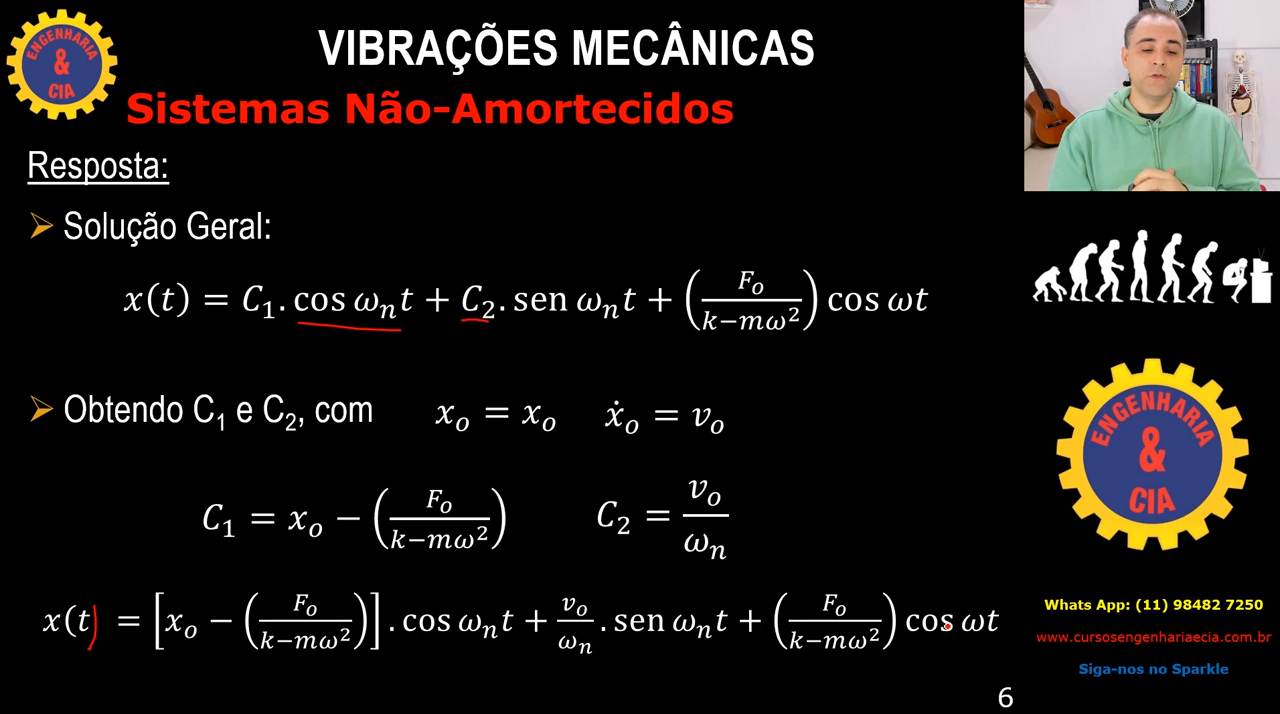 ENGENHARIA
&
CIA
VIBRAÇÕES MECÂNICAS
Sistemas Não-Amortecidos
Resposta:
➤ Solução Geral:
x(t) = C₁. cos ωₙt + C₂. sen ωₙt + (Fₒ/(k−mω²)) cos ωt
➤ Obtendo C₁ e C₂, com xₒ = xₒ ẋₒ = vₒ
C₁ = xₒ − (Fₒ/(k−mω²)) C₂ = vₒ/ωₙ
x(t) = [xₒ − (Fₒ/(k−mω²))]. cos ωₙt + vₒ/ωₙ. sen ωₙt + (Fₒ/(k−mω²)) cos ωt
ENGENHARIA
&
CIA
Whats App: (11) 98482 7250
www.cursosengenhariaecia.com.br
Siga-nos no Sparkle
6